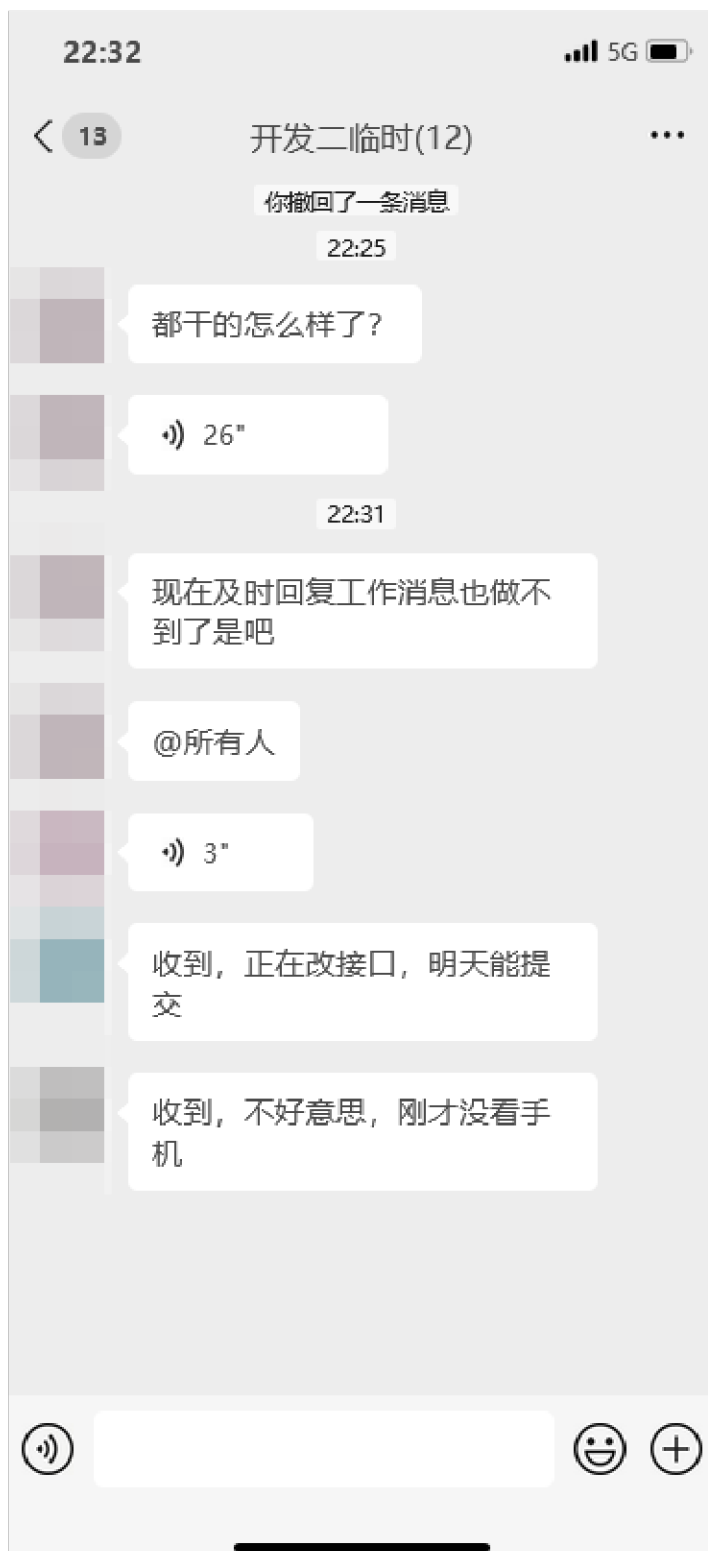 22:32
5G
13
开发二临时(12)
你撤回了一条消息
22:25
都干的怎么样了?
26"
22:31
现在及时回复工作消息也做不
到了是吧
@所有人
3"
收到，正在改接口，明天能提
交
收到，不好意思，刚才没看手
机